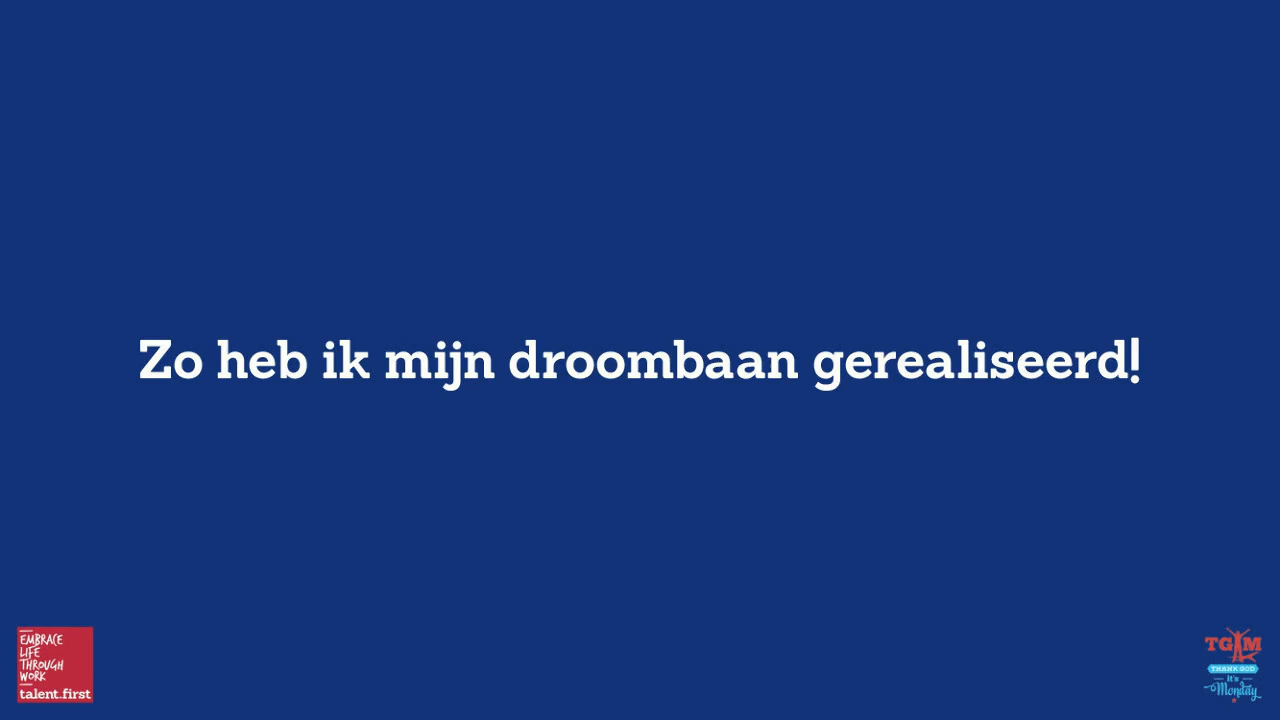 Zo heb ik mijn droombaan gerealiseerd!
EMBRACE
LIFE
THROUGH
WORK
talent.first
TGIM
THANK GOD
it's
Monday